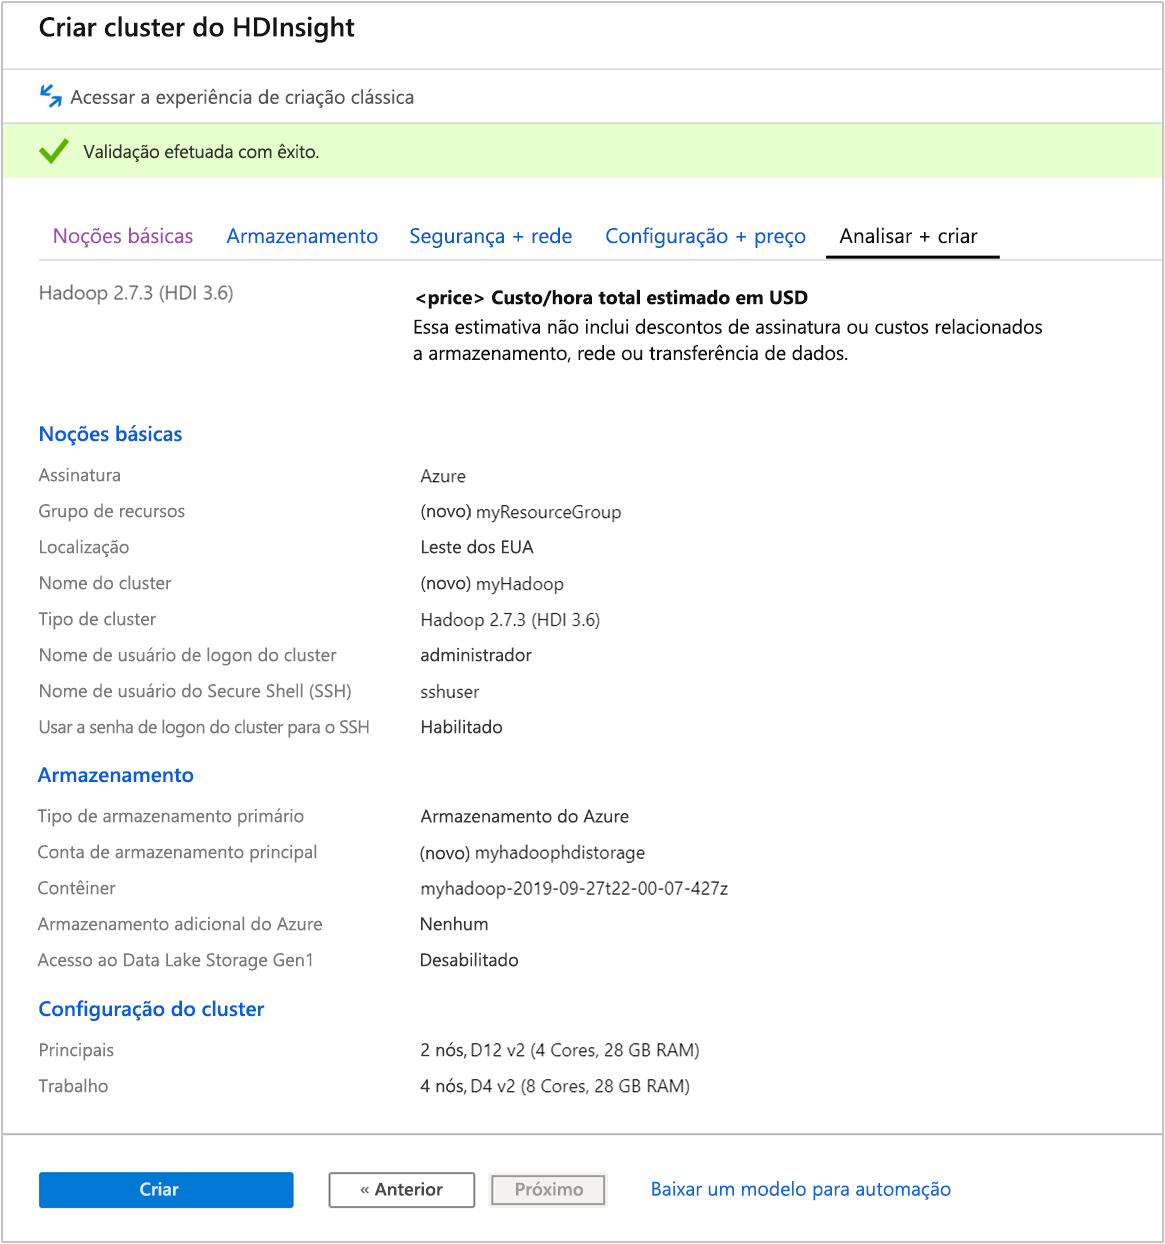 Criar cluster do HDInsight
Acessar a experiência de criação clássica
Validação efetuada com êxito.
Noções básicas Armazenamento Segurança + rede Configuração + preço Analisar + criar
Hadoop 2.7.3 (HDI 3.6)
<price> Custo/hora total estimado em USD
Essa estimativa não inclui descontos de assinatura ou custos relacionados
a armazenamento, rede ou transferência de dados.
Noções básicas
Assinatura Azure
Grupo de recursos (novo) myResourceGroup
Localização Leste dos EUA
Nome do cluster (novo) myHadoop
Tipo de cluster Hadoop 2.7.3 (HDI 3.6)
Nome de usuário de logon do cluster administrador
Nome de usuário do Secure Shell (SSH) sshuser
Usar a senha de logon do cluster para o SSH Habilitado
Armazenamento
Tipo de armazenamento primário Armazenamento do Azure
Conta de armazenamento principal (novo) myhadoophdistorage
Contêiner myhadoop-2019-09-27t22-00-07-427z
Armazenamento adicional do Azure Nenhum
Acesso ao Data Lake Storage Gen1 Desabilitado
Configuração do cluster
Principais 2 nós, D12 v2 (4 Cores, 28 GB RAM)
Trabalho 4 nós, D4 v2 (8 Cores, 28 GB RAM)
Criar « Anterior Próximo Baixar um modelo para automação